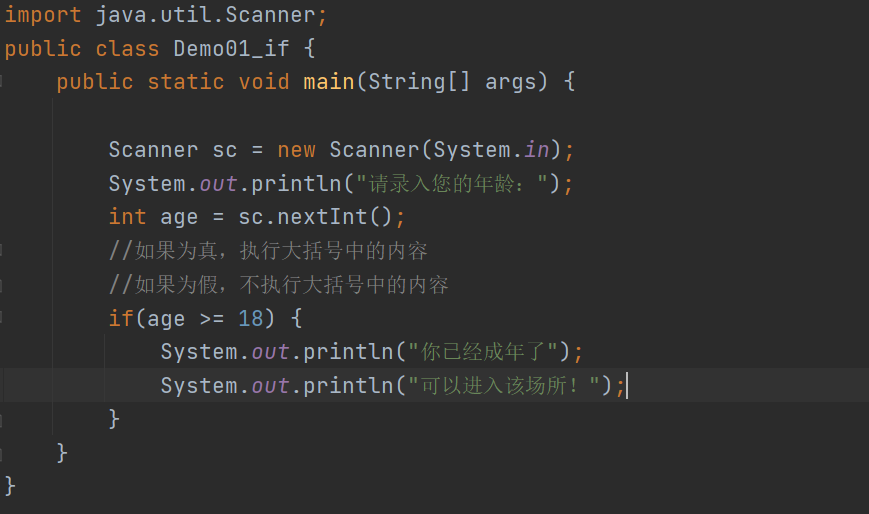 import java.util.Scanner;
public class Demo01_if {
    public static void main(String[] args) {

        Scanner sc = new Scanner(System.in);
        System.out.println("请录入您的年龄：");
        int age = sc.nextInt();
        //如果为真，执行大括号中的内容
        //如果为假，不执行大括号中的内容
        if(age >= 18) {
            System.out.println("你已经成年了");
            System.out.println("可以进入该场所！");
        }
    }
}